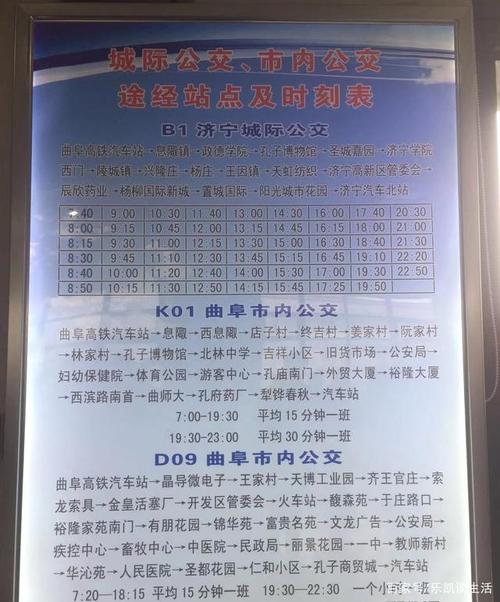 城际公交、市内公交
途经站点及时刻表
B1 济宁城际公交
曲阜高铁汽车站→息陬镇→政德学院→孔子博物馆→圣城嘉园→济宁学院
西门→陵城镇→兴隆庄→杨庄→王因镇→天虹纺织→济宁高新区管委会→
辰欣药业→杨柳国际新城→置城国际→阳光城市花园→济宁汽车北站
40 9:00 10:30 11:40 13:00 14:30 16:00 17:40 20:30
8:00 9:15 10:45 12:00 13:15 14:45 16:15 18:00 21:00
8:15 9:30 11:00 12:15 13:30 15:00 16:30 18:40 21:30
8:30 9:45 11:10 12:30 13:45 15:15 16:45 18:50 22:10
8:40 10:00 11:20 12:40 14:00 15:30 17:00 19:30 22:50
8:50 10:15 11:30 12:50 14:15 15:45 17:25 19:50
K01 曲阜市内公交
曲阜高铁汽车站→息陬→西息陬→店子村→终吉村→姜家村→阮家村
→林家村→孔子博物馆→北林中学→吉祥小区→旧货市场→公安局→
妇幼保健院→体育公园→游客中心→孔庙南门→外贸大厦→裕隆大厦
→西滨路南首→曲师大→孔府药厂→犁铧春秋→汽车站
7:00-19:30 平均 15 分钟一班
19:30-23:00 平均 30 分钟一班
D09 曲阜市内公交
曲阜高铁汽车站→晶导微电子→王家村→天博工业园→齐王官庄→索
龙索具→金皇活塞厂→开发区管委会→火车站→馥森苑→于庄路口→
裕隆家苑南门→有朋花园→锦华苑→富贵名苑→文龙广告→公安局→
疾控中心→畜牧中心→中医院→民政局→丽景花园→一中→教师新村
→华沁苑→人民医院→圣都花园→仁和小区→孔子商贸城→汽车站
7:00-18:50 平均 15 分钟一班 19:30-22:30 一个小
百家号/乐凯谈生活